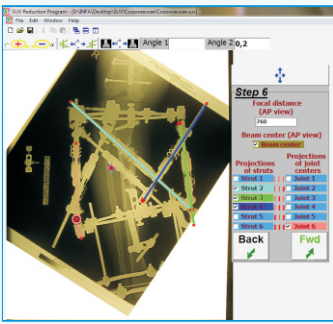 SUV Reduction Program - [D:\INFA\Desktop\SUV\Созоновская\Созоновская.suv]
File Edit Window Help
Angle 1 Angle 2 0,2
Step 6
Focal distance
(AP view)
760
Beam center (AP view)
Beam center
Projections of struts
Projections of joint centers
Strut 1 Joint 1
Strut 2 Joint 2
Strut 3 Joint 3
Strut 4 Joint 4
Strut 5 Joint 5
Strut 6 Joint 6
Back Fwd